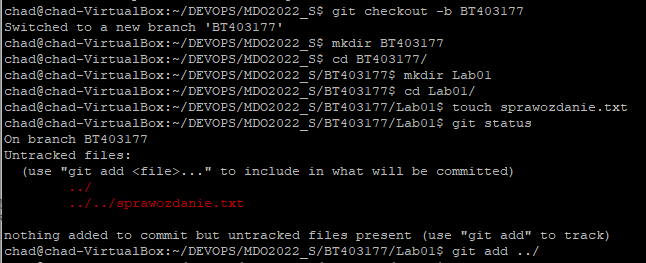 chad@chad-VirtualBox:~/DEVOPS/MDO2022_S$ git checkout -b BT403177
Switched to a new branch 'BT403177'
chad@chad-VirtualBox:~/DEVOPS/MDO2022_S$ mkdir BT403177
chad@chad-VirtualBox:~/DEVOPS/MDO2022_S$ cd BT403177/
chad@chad-VirtualBox:~/DEVOPS/MDO2022_S/BT403177$ mkdir Lab01
chad@chad-VirtualBox:~/DEVOPS/MDO2022_S/BT403177$ cd Lab01/
chad@chad-VirtualBox:~/DEVOPS/MDO2022_S/BT403177/Lab01$ touch sprawozdanie.txt
chad@chad-VirtualBox:~/DEVOPS/MDO2022_S/BT403177/Lab01$ git status
On branch BT403177
Untracked files:
  (use "git add <file>..." to include in what will be committed)
        ../
        ../../sprawozdanie.txt

nothing added to commit but untracked files present (use "git add" to track)
chad@chad-VirtualBox:~/DEVOPS/MDO2022_S/BT403177/Lab01$ git add ../